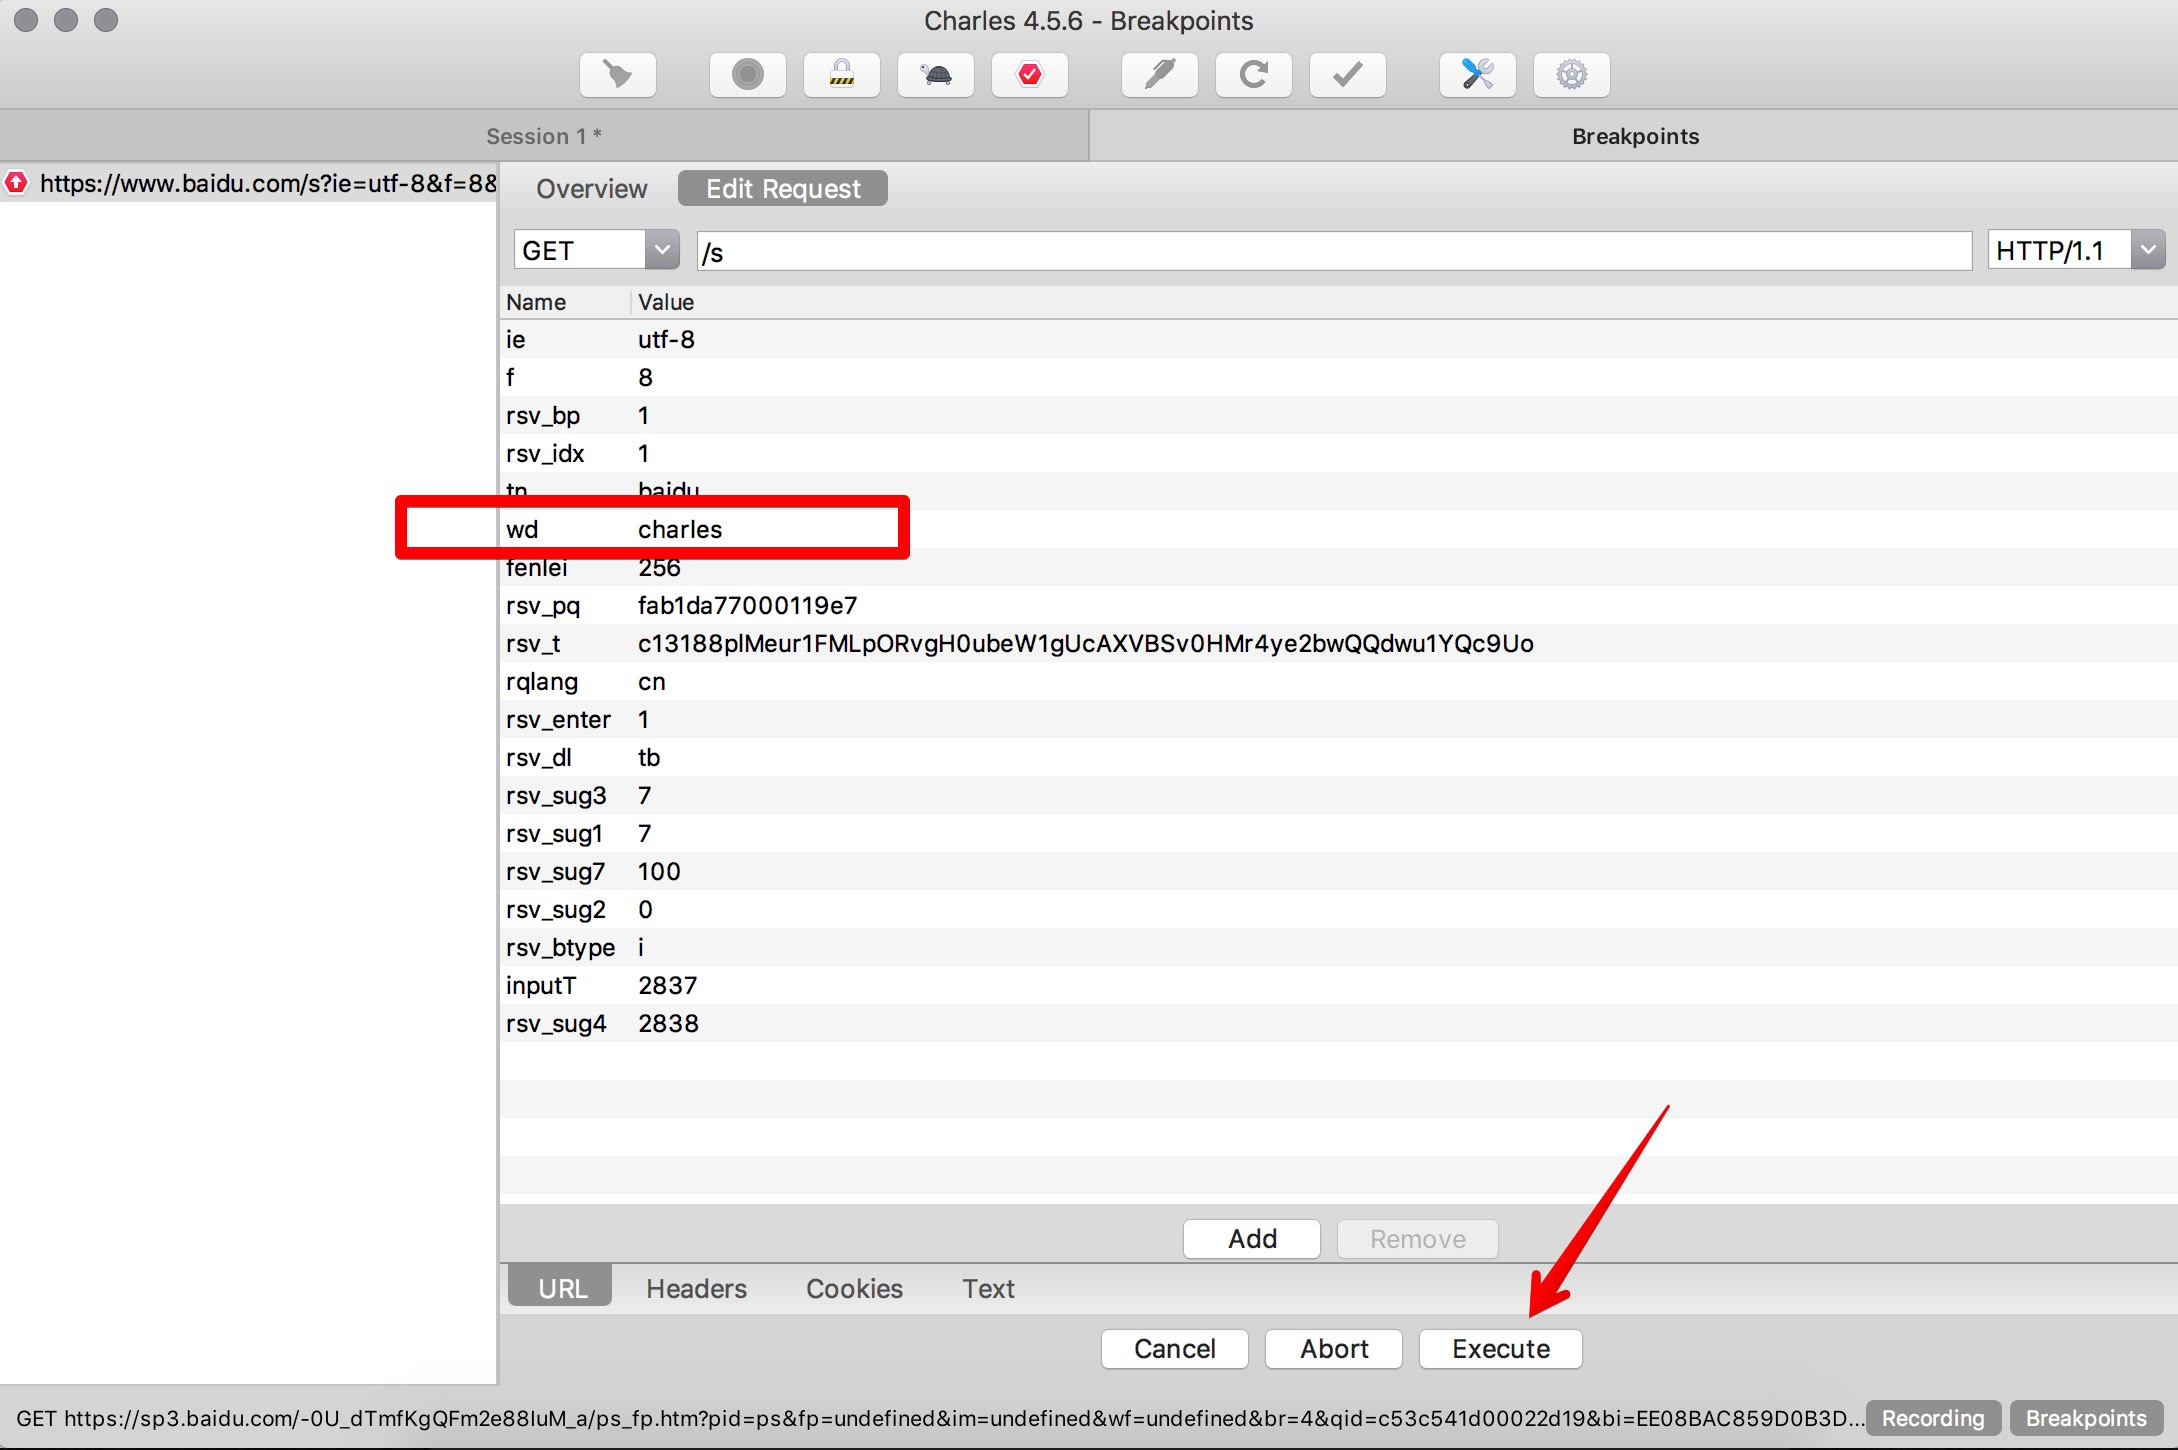 Charles 4.5.6 - Breakpoints
Session 1 *
Breakpoints
https://www.baidu.com/s?ie=utf-8&f=8&
Overview Edit Request
GET /s HTTP/1.1
Name Value
ie utf-8
f 8
rsv_bp 1
rsv_idx 1
tn baidu
wd charles
fenlei 256
rsv_pq fab1da77000119e7
rsv_t c13188plMeur1FMLpORvgH0ubeW1gUcAXVBSv0HMr4ye2bwQQdwu1YQc9Uo
rqlang cn
rsv_enter 1
rsv_dl tb
rsv_sug3 7
rsv_sug1 7
rsv_sug7 100
rsv_sug2 0
rsv_btype i
inputT 2837
rsv_sug4 2838
Add Remove
URL Headers Cookies Text
Cancel Abort Execute
GET https://sp3.baidu.com/-0U_dTmfKgQFm2e88IuM_a/ps_fp.htm?pid=ps&fp=undefined&im=undefined&wf=undefined&br=4&qid=c53c541d00022d19&bi=EE08BAC859D0B3D... Recording Breakpoints